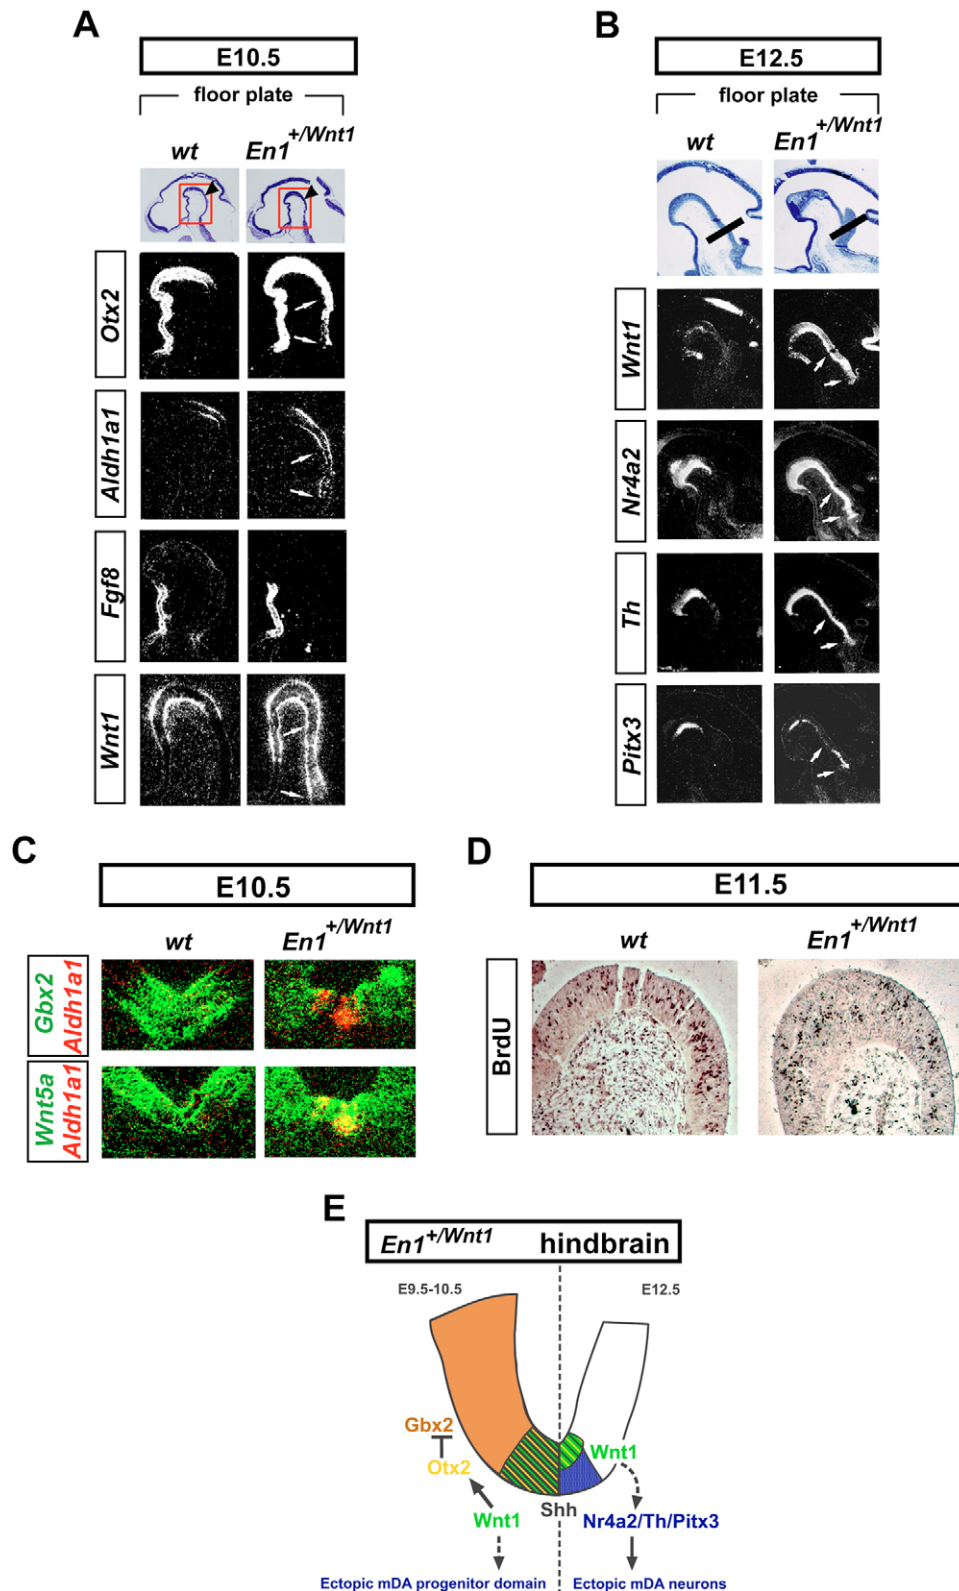 A
E10.5
floor plate
wt En1+/Wnt1
Otx2
Aldh1a1
Fgf8
Wnt1
B
E12.5
floor plate
wt En1+/Wnt1
Wnt1
Nr4a2
Th
Pitx3
C
E10.5
wt En1+/Wnt1
Gbx2
Aldh1a1
Wnt5a
Aldh1a1
D
E11.5
wt En1+/Wnt1
BrdU
E
En1+/Wnt1 hindbrain
E9.5-10.5 E12.5
Gbx2
Otx2
Wnt1
Shh
Wnt1
Nr4a2/Th/Pitx3
Ectopic mDA progenitor domain
Ectopic mDA neurons